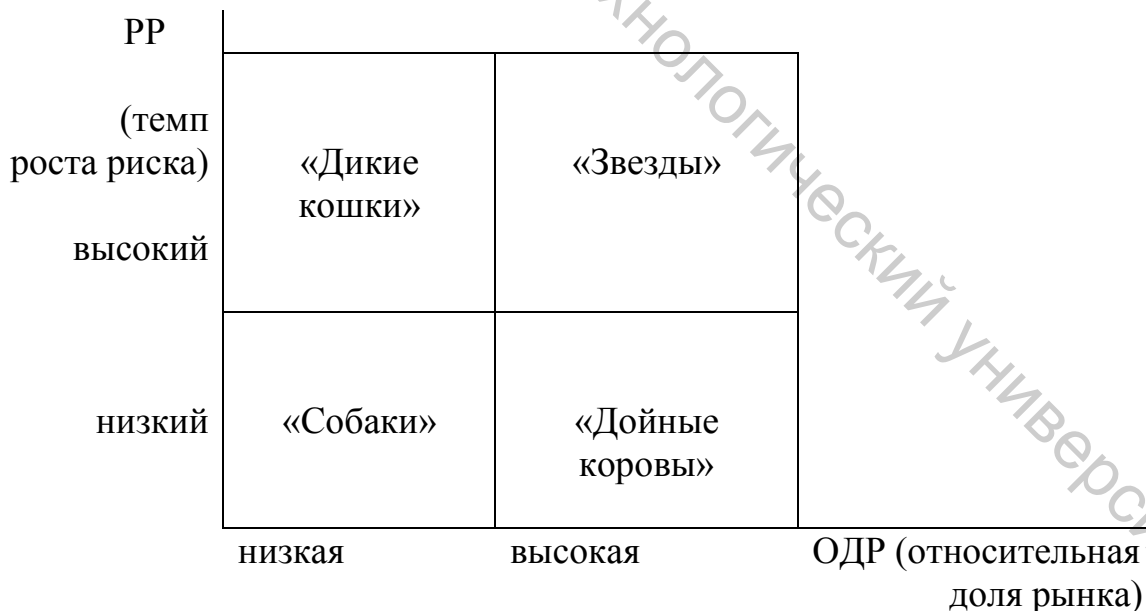 РР
(темп
роста риска)
высокий
«Дикие
кошки»
«Звезды»
низкий
«Собаки»
«Дойные
коровы»
низкая
высокая
ОДР (относительная
доля рынка)